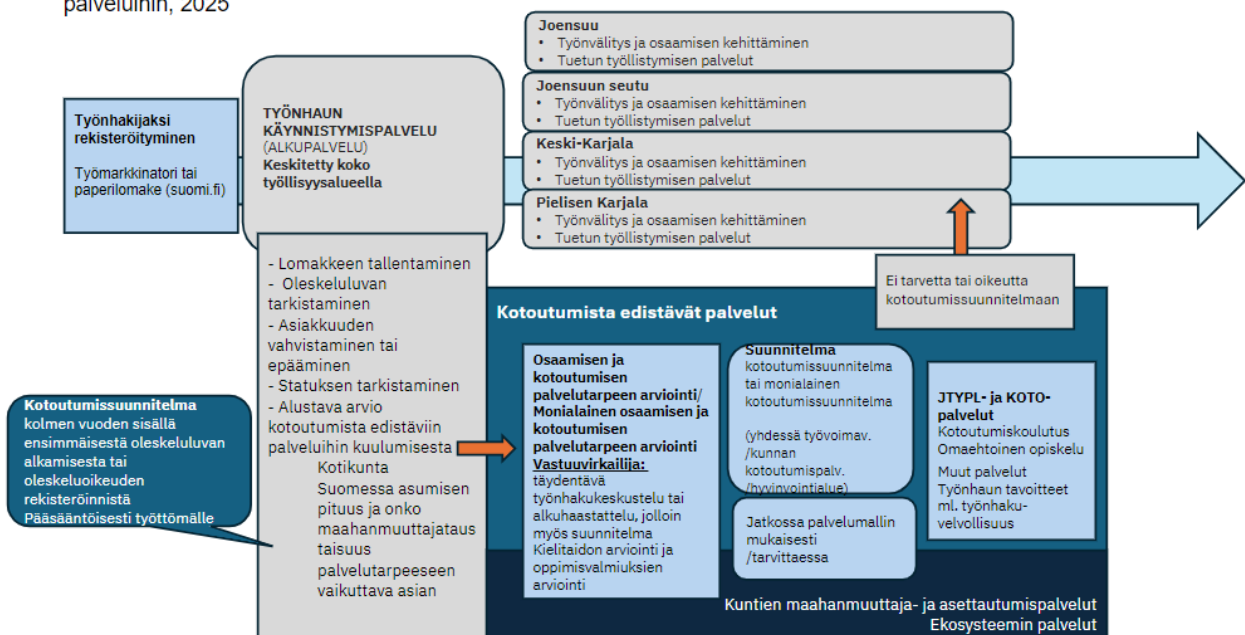 palveluihin, 2025
Työnhakijaksi
rekisteröityminen
Työmarkkinatori tai
paperilomake (suomi.fi)
TYÖNHAUN
KÄYNNISTYMISPALVELU
(ALKUPALVELU)
Keskitetty koko
työllisyysalueella
Joensuu
• Työnvälitys ja osaamisen kehittäminen
• Tuetun työllistymisen palvelut
Joensuun seutu
• Työnvälitys ja osaamisen kehittäminen
• Tuetun työllistymisen palvelut
Keski-Karjala
• Työnvälitys ja osaamisen kehittäminen
• Tuetun työllistymisen palvelut
Pielisen Karjala
• Työnvälitys ja osaamisen kehittäminen
• Tuetun työllistymisen palvelut
Ei tarvetta tai oikeutta
kotoutumissuunnitelmaan
- Lomakkeen tallentaminen
- Oleskeluluvan
tarkistaminen
- Asiakkuuden
vahvistaminen tai
epääminen
- Statuksen tarkistaminen
- Alustava arvio
kotoutumista edistäviin
palveluihin kuulumisesta
Kotikunta
Suomessa asumisen
pituus ja onko
maahanmuuttajataus
taisuus
palvelutarpeeseen
vaikuttava asian
Kotoutumissuunnitelma
kolmen vuoden sisällä
ensimmäisestä oleskeluluvan
alkamisesta tai
oleskeluoikeuden
rekisteröinnistä
Pääsääntöisesti työttömälle
Kotoutumista edistävät palvelut
Osaamisen ja
kotoutumisen
palvelutarpeen arviointi/
Monialainen osaamisen ja
kotoutumisen
palvelutarpeen arviointi
Vastuuvirkailija:
täydentävä
työnhakukeskustelu tai
alkuhaastattelu, jolloin
myös suunnitelma
Kielitaidon arviointi ja
oppimisvalmiuksien
arviointi
Suunnitelma
kotoutumissuunnitelma
tai monialainen
kotoutumissuunnitelma
(yhdessä työvoimav.
/kunnan
kotoutumispalv.
/hyvinvointialue)
Jatkossa palvelumallin
mukaisesti
/tarvittaessa
JTYPL- ja KOTO-
palvelut
Kotoutumiskoulutus
Omaehtoinen opiskelu
Muut palvelut
Työnhaun tavoitteet
ml. työnhaku-
velvollisuus
Kuntien maahanmuuttaja- ja asettautumispalvelut
Ekosysteemin palvelut